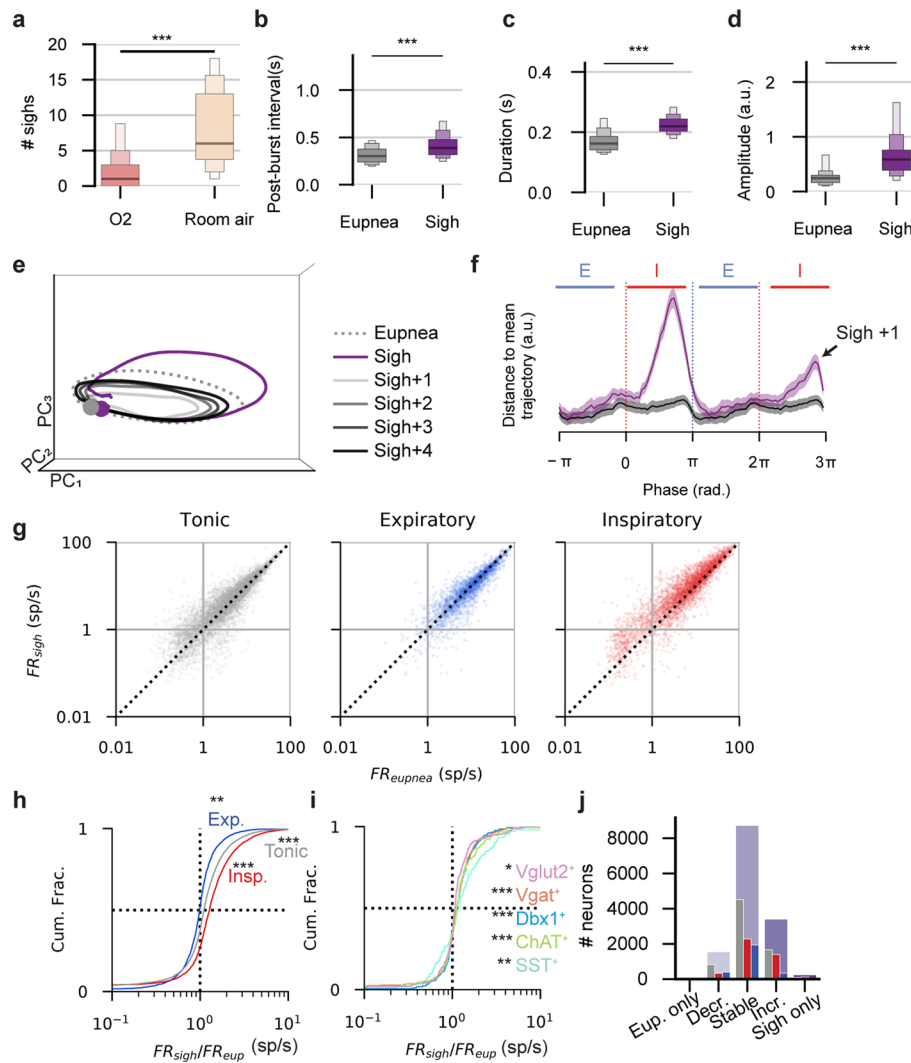 a
20
15
10
5
0
# sighs
***
O2
Room air
b
Post-burst interval(s)
1.0
0.5
0.0
***
Eupnea
Sigh
c
Duration (s)
0.4
0.2
0.0
***
Eupnea
Sigh
d
Amplitude (a.u.)
2
1
0
***
Eupnea
Sigh
e
PC₃
PC₂
PC₁
Eupnea
Sigh
Sigh+1
Sigh+2
Sigh+3
Sigh+4
f
E
I
E
I
Distance to mean
trajectory (a.u.)
Sigh +1
− π
0
π
2π
3π
Phase (rad.)
g
Tonic
Expiratory
Inspiratory
100
1
0.01
FR_sigh (sp/s)
0.01
1
100
0.01
1
100
0.01
1
100
FR_eupnea (sp/s)
h
1
0
Cum. Frac.
**
Exp.
***
Tonic
***
Insp.
10⁻¹
10⁰
10¹
FR_sigh/FR_eup (sp/s)
i
1
0
Cum. Frac.
* Vglut2⁺
*** Vgat⁺
*** Dbx1⁺
*** ChAT⁺
** SST⁺
10⁻¹
10⁰
10¹
FR_sigh/FR_eup (sp/s)
j
8000
6000
4000
2000
0
# neurons
Eup. only
Decr.
Stable
Incr.
Sigh only